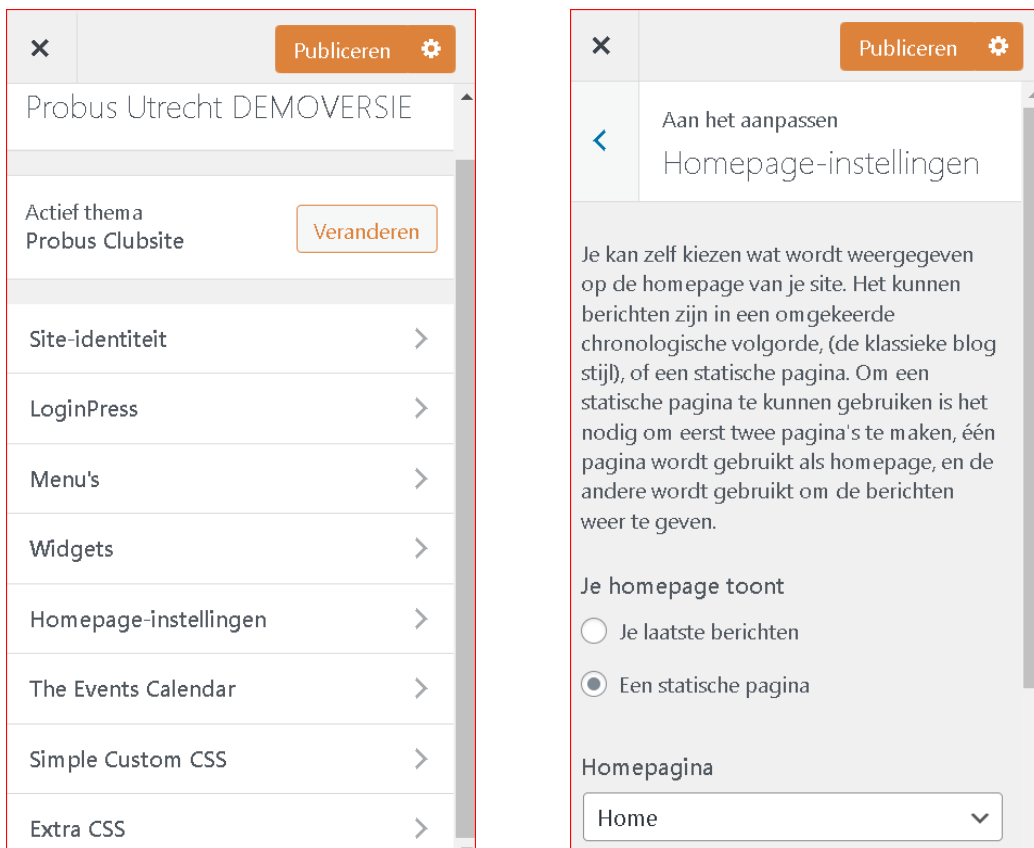 Publiceren
Probus Utrecht DEMOVERSIE
Actief thema
Probus Clubsite
Veranderen
Site-identiteit
LoginPress
Menu's
Widgets
Homepage-instellingen
The Events Calendar
Simple Custom CSS
Extra CSS
Publiceren
Aan het aanpassen
Homepage-instellingen
Je kan zelf kiezen wat wordt weergegeven
op de homepage van je site. Het kunnen
berichten zijn in een omgekeerde
chronologische volgorde, (de klassieke blog
stijl), of een statische pagina. Om een
statische pagina te kunnen gebruiken is het
nodig om eerst twee pagina's te maken, één
pagina wordt gebruikt als homepage, en de
andere wordt gebruikt om de berichten
weer te geven.
Je homepage toont
Je laatste berichten
Een statische pagina
Homepagina
Home